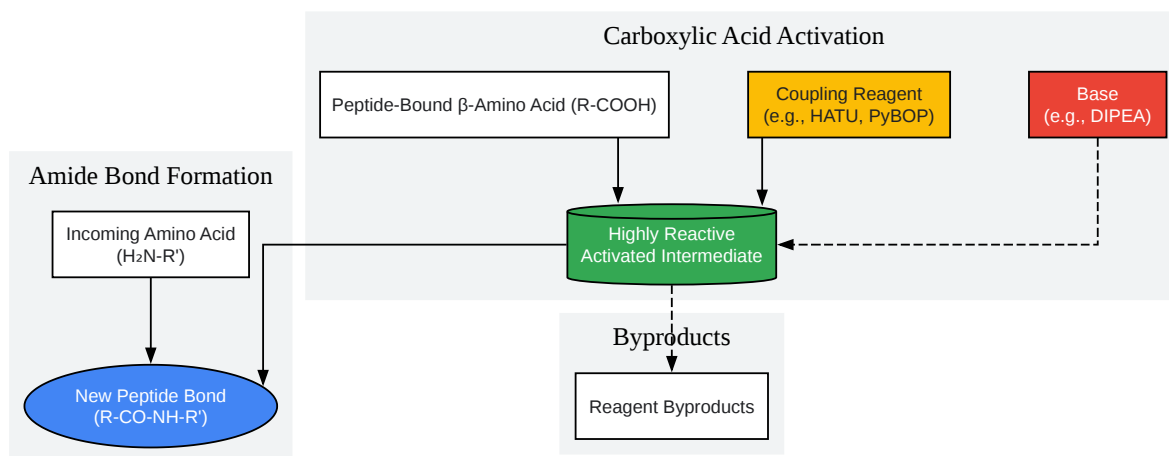 Carboxylic Acid Activation
Peptide-Bound β-Amino Acid (R-COOH)
Coupling Reagent
(e.g., HATU, PyBOP)
Base
(e.g., DIPEA)
Amide Bond Formation
Incoming Amino Acid
(H₂N-R')
Highly Reactive
Activated Intermediate
Byproducts
New Peptide Bond
(R-CO-NH-R')
Reagent Byproducts